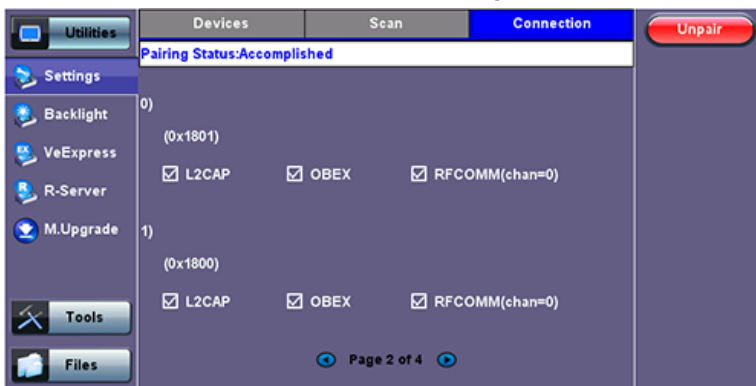 Utilities
Devices
Scan
Connection
Unpair
Pairing Status:Accomplished
Settings
Backlight
VeExpress
R-Server
M.Upgrade
0)
(0x1801)
L2CAP
OBEX
RFCOMM(chan=0)
1)
(0x1800)
L2CAP
OBEX
RFCOMM(chan=0)
Tools
Files
Page 2 of 4